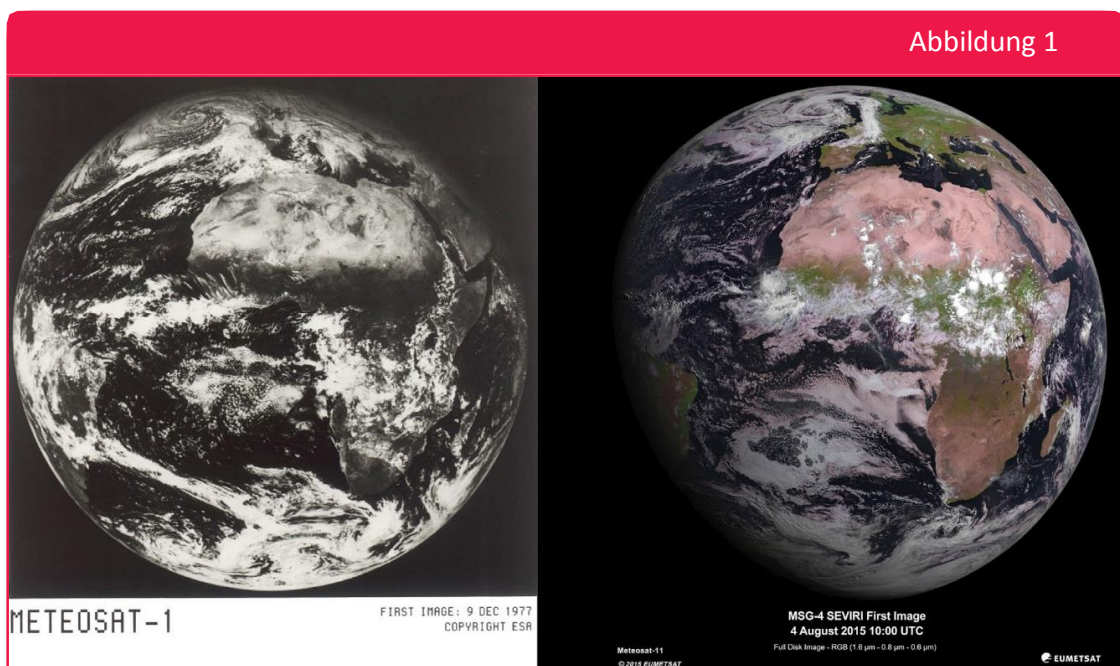 Abbildung 1
METEOSAT-1
FIRST IMAGE: 9 DEC 1977
COPYRIGHT ESA
MSG-4 SEVIRI First Image
4 August 2015 10:00 UTC
Full Disk Image - RGB (1.6 µm - 0.8 µm - 0.6 µm)
Meteosat-11
© 2015 EUMETSAT
EUMETSAT